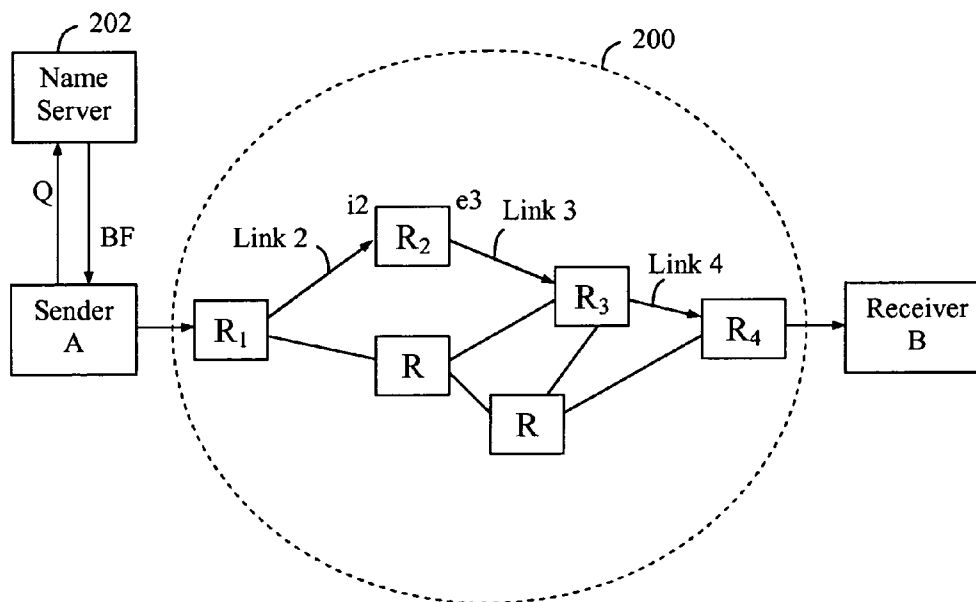 202
200
Name
Server
Q
BF
i2
e3
R₂
Link 2
Link 3
Link 4
Sender
A
R₁
R₃
R₄
Receiver
B
R
R